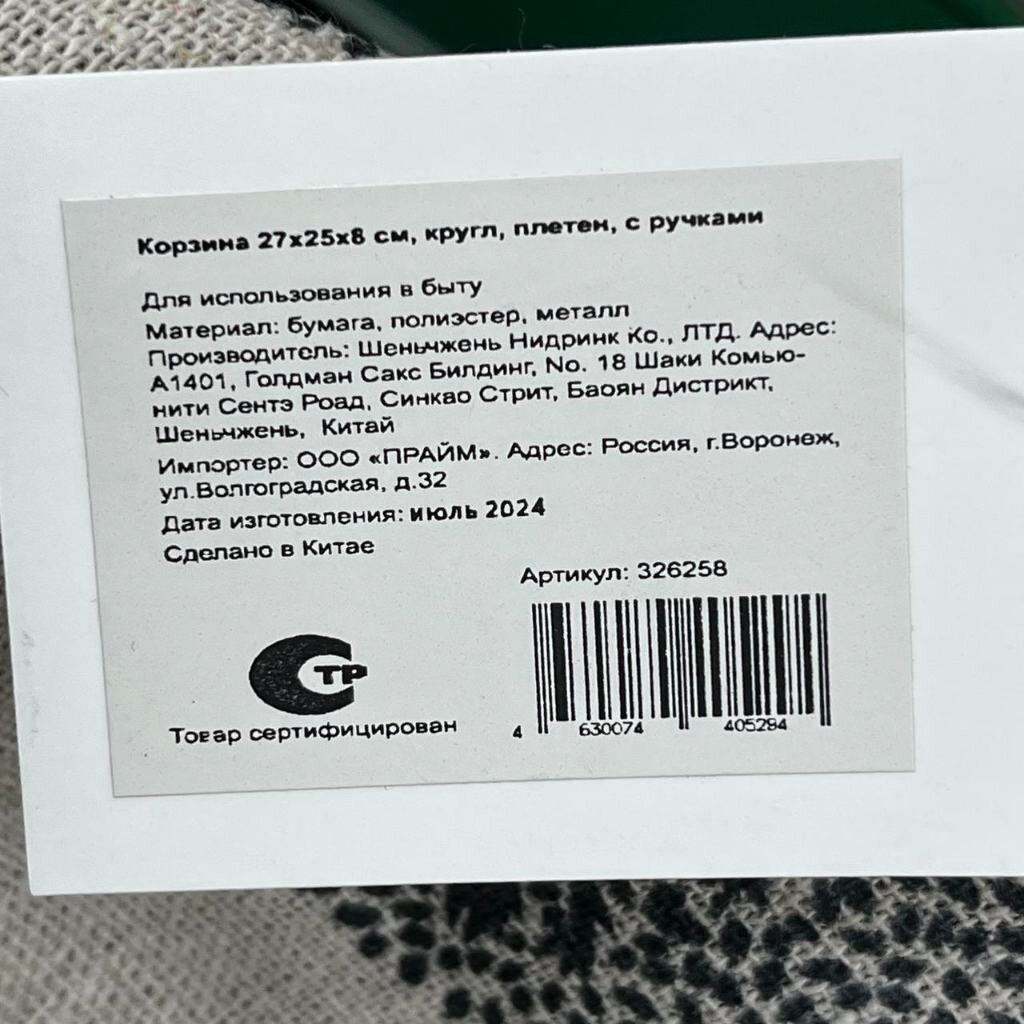 Корзина 27х25х8 см, кругл, плетен, с ручками
Для использования в быту
Материал: бумага, полиэстер, металл
Производитель: Шеньчжень Нидринк Ко., ЛТД. Адрес:
А1401, Голдман Сакс Билдинг, No. 18 Шаки Комью-
нити Сентэ Роад, Синкао Стрит, Баоян Дистрикт,
Шеньчжень, Китай
Импортер: ООО «ПРАЙМ». Адрес: Россия, г.Воронеж,
ул.Волгоградская, д.32
Дата изготовления: июль 2024
Сделано в Китае
Артикул: 326258
СТР
Товар сертифицирован
4 630074 405284